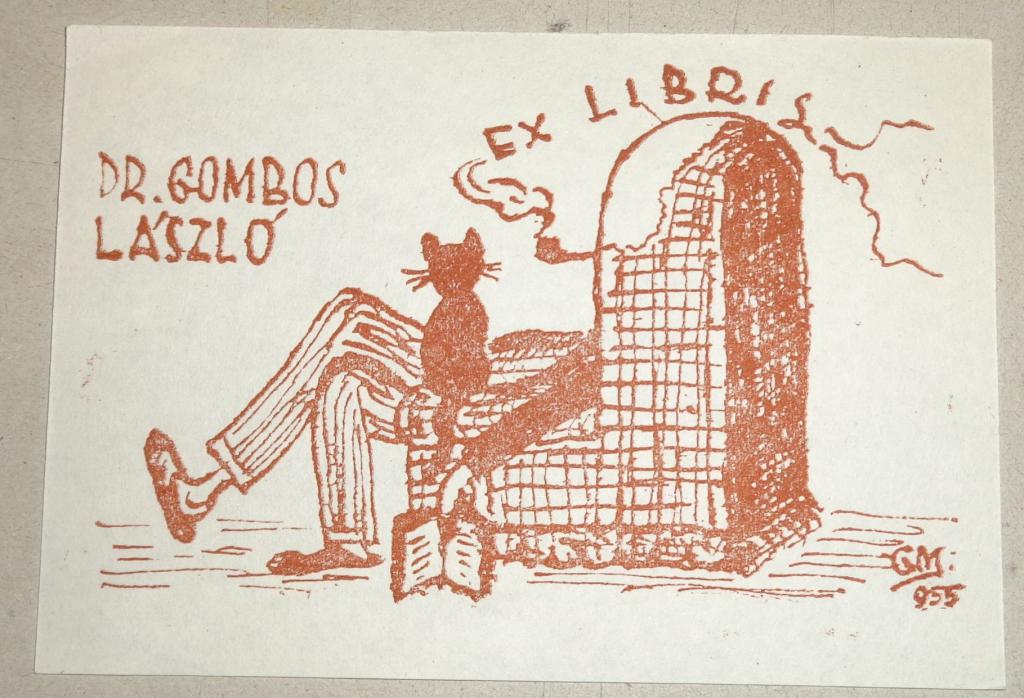 EX LIBRIS
DR. GOMBOS
LÁSZLÓ
GM:
955